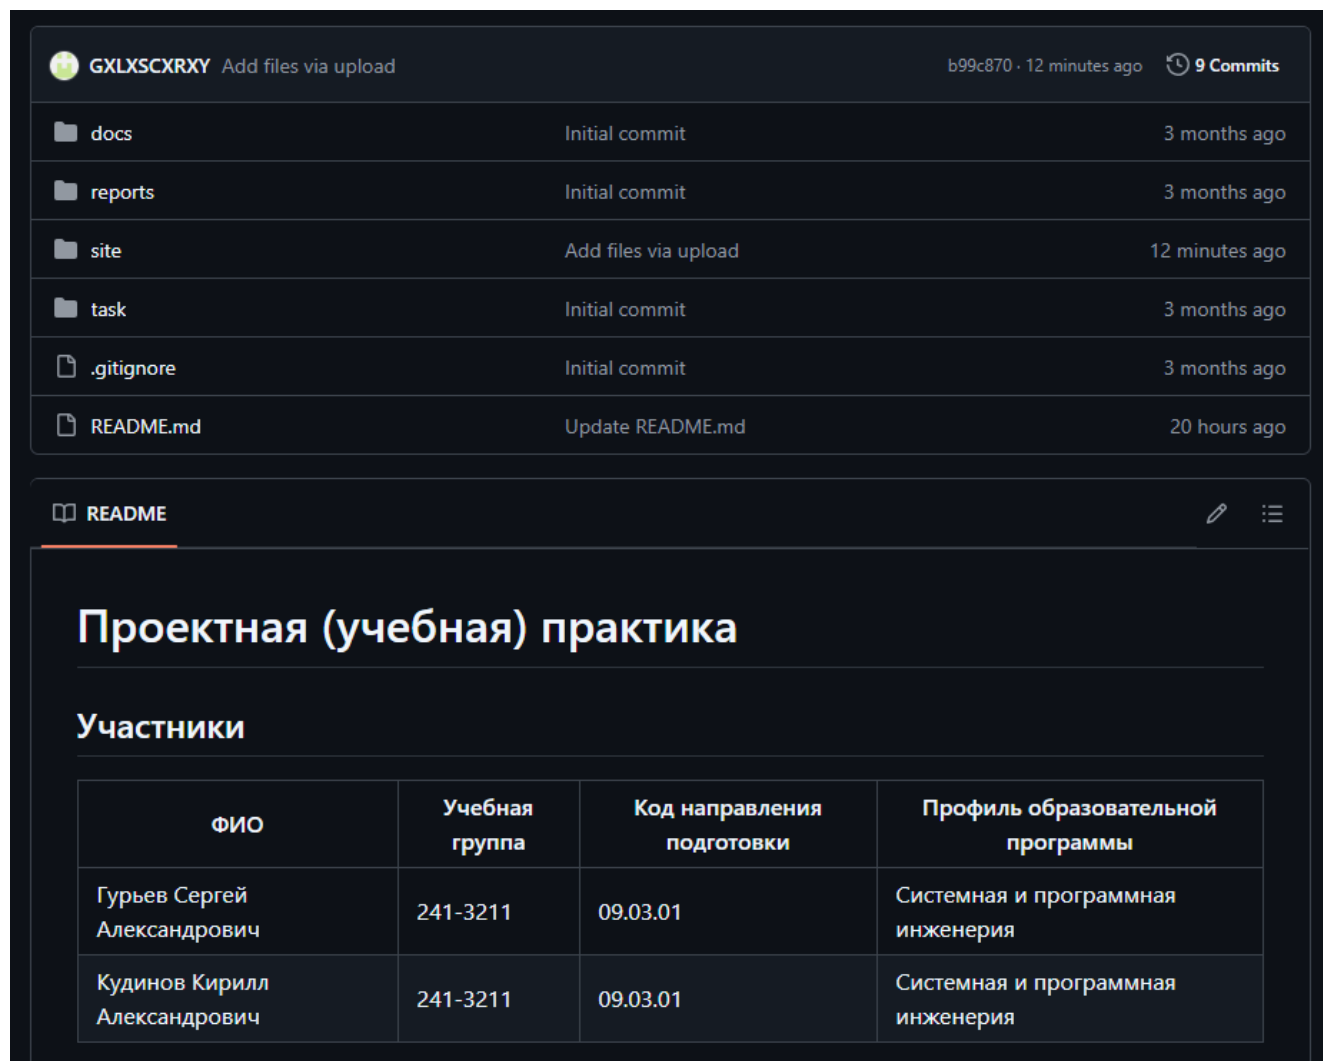 GXLXSCXRXY Add files via upload b99c870 · 12 minutes ago 9 Commits
docs Initial commit 3 months ago
reports Initial commit 3 months ago
site Add files via upload 12 minutes ago
task Initial commit 3 months ago
.gitignore Initial commit 3 months ago
README.md Update README.md 20 hours ago
README
Проектная (учебная) практика
Участники
ФИО
Учебная
группа
Код направления
подготовки
Профиль образовательной
программы
Гурьев Сергей
Александрович
241-3211
09.03.01
Системная и программная
инженерия
Кудинов Кирилл
Александрович
241-3211
09.03.01
Системная и программная
инженерия